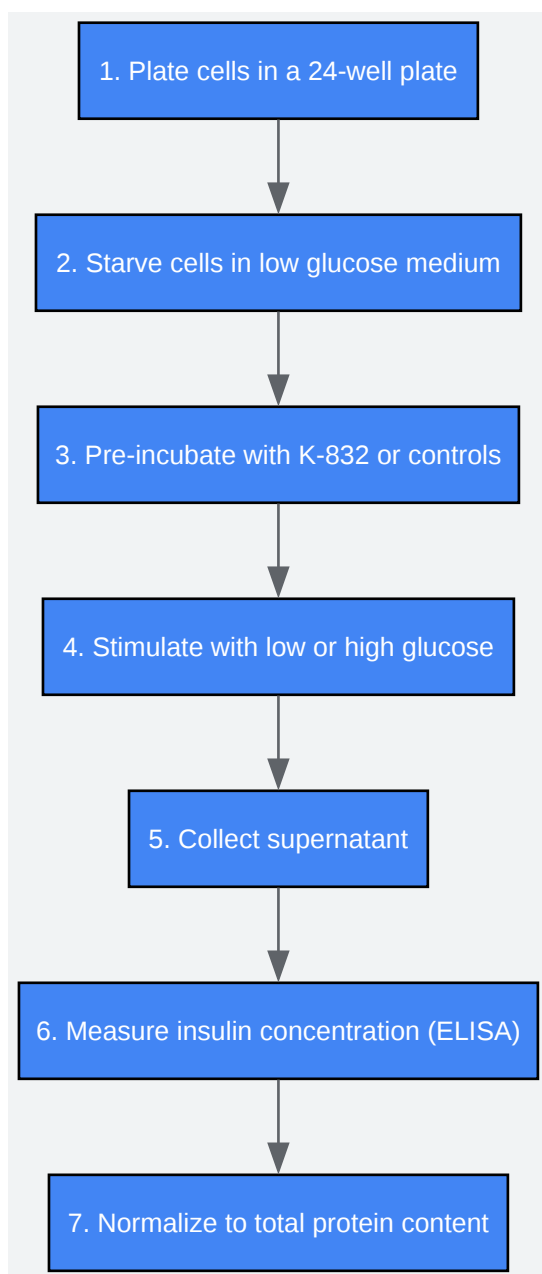 1. Plate cells in a 24-well plate
2. Starve cells in low glucose medium
3. Pre-incubate with K-832 or controls
4. Stimulate with low or high glucose
5. Collect supernatant
6. Measure insulin concentration (ELISA)
7. Normalize to total protein content